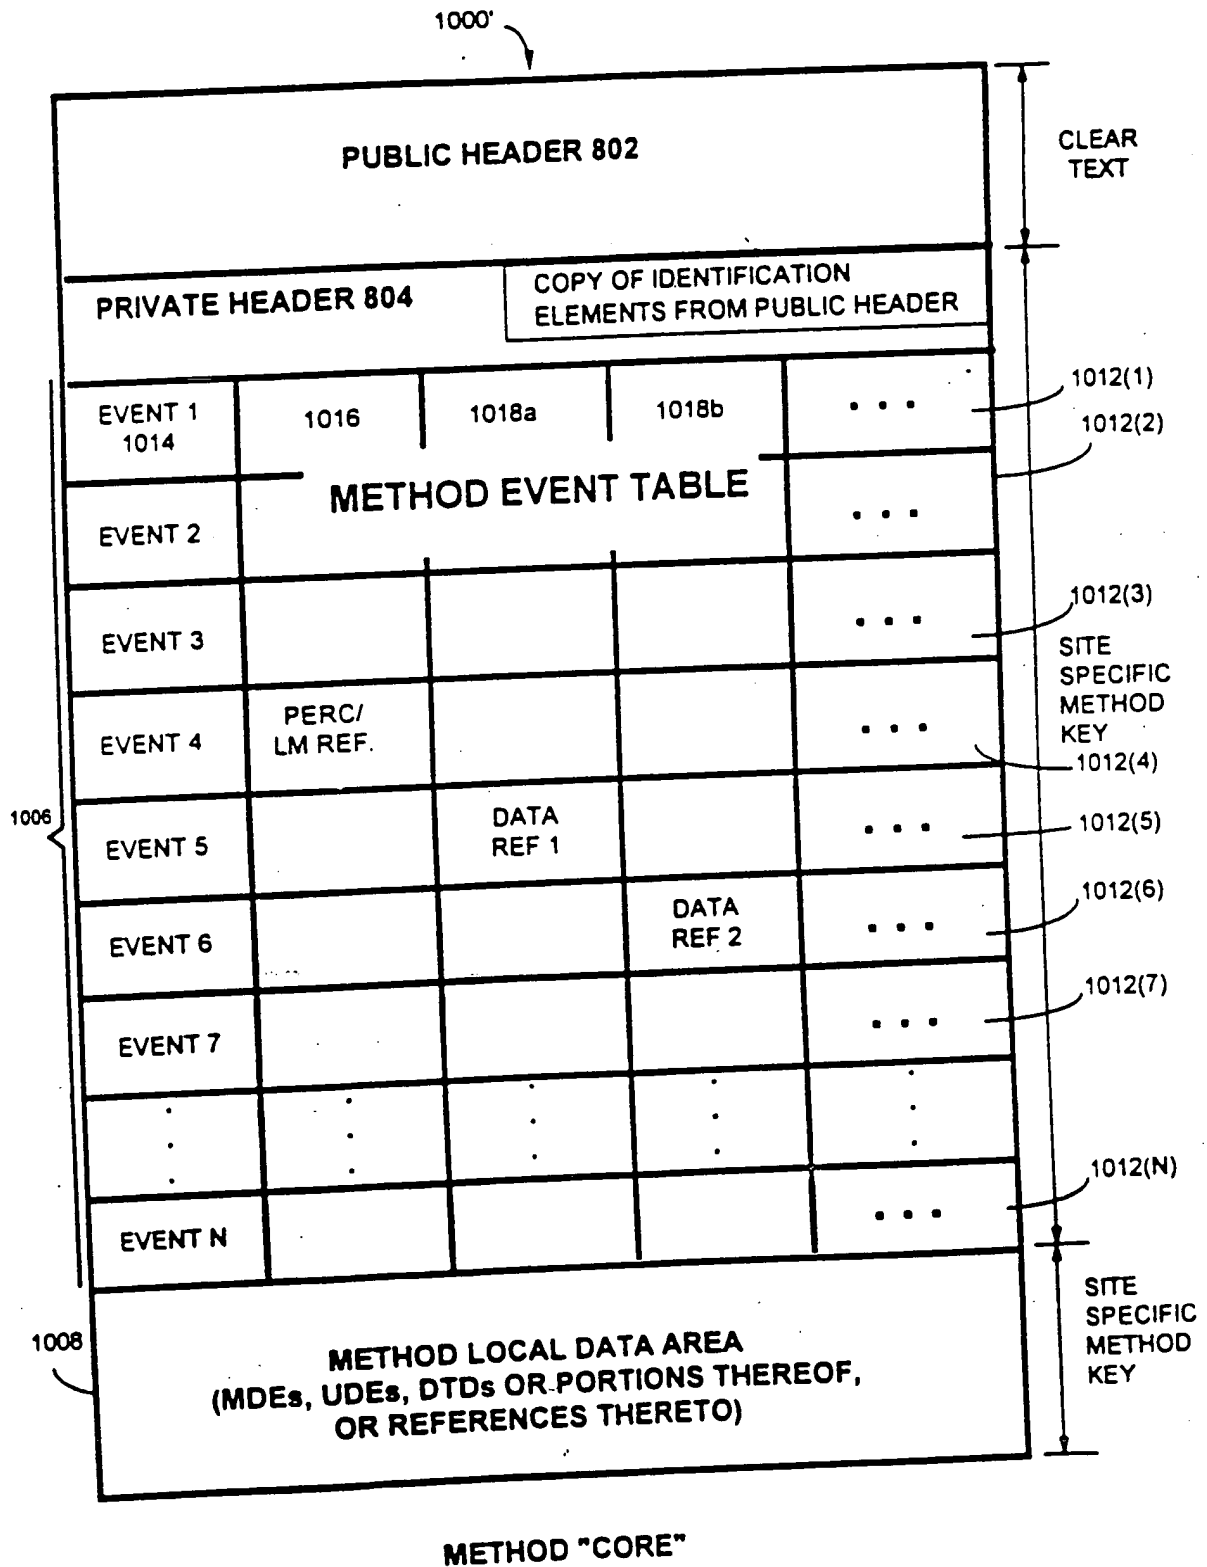 1000'
PUBLIC HEADER 802
CLEAR
TEXT
PRIVATE HEADER 804
COPY OF IDENTIFICATION
ELEMENTS FROM PUBLIC HEADER
EVENT 1
1014
1016
1018a
1018b
• • •
1012(1)
1012(2)
METHOD EVENT TABLE
EVENT 2
• • •
EVENT 3
• • •
1012(3)
SITE
SPECIFIC
METHOD
KEY
EVENT 4
PERC/
LM REF.
• • •
1012(4)
1006
EVENT 5
DATA
REF 1
• • •
1012(5)
EVENT 6
DATA
REF 2
• • •
1012(6)
EVENT 7
• • •
1012(7)
EVENT N
• • •
1012(N)
SITE
SPECIFIC
METHOD
KEY
1008
METHOD LOCAL DATA AREA
(MDEs, UDEs, DTDs OR PORTIONS THEREOF,
OR REFERENCES THERETO)
METHOD "CORE"